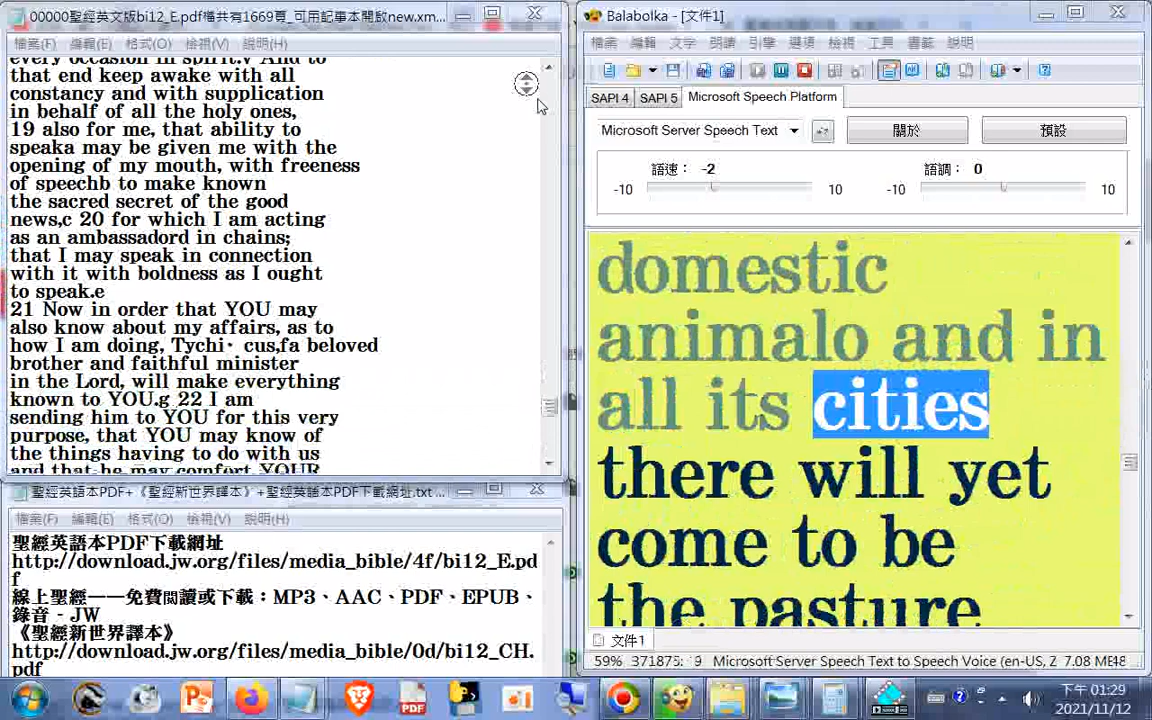 00000聖經英文版bi12_E.pdf檔共有1669頁_可用記事本開啟new.xm...
檔案(F) 編輯(E) 格式(O) 檢視(V) 說明(H)
every occasion in spirit.v And to
that end keep awake with all
constancy and with supplication
in behalf of all the holy ones,
19 also for me, that ability to
speaka may be given me with the
opening of my mouth, with freeness
of speechb to make known
the sacred secret of the good
news,c 20 for which I am acting
as an ambassadord in chains;
that I may speak in connection
with it with boldness as I ought
to speak.e
21 Now in order that YOU may
also know about my affairs, as to
how I am doing, Tychi· cus,fa beloved
brother and faithful minister
in the Lord, will make everything
known to YOU.g 22 I am
sending him to YOU for this very
purpose, that YOU may know of
the things having to do with us
and that he may comfort YOUR
聖經英語本PDF+《聖經新世界譯本》+聖經英語本PDF下載網址.txt ...
檔案(F) 編輯(E) 格式(O) 檢視(V) 說明(H)
聖經英語本PDF下載網址
http://download.jw.org/files/media_bible/4f/bi12_E.pd
f
線上聖經——免費閱讀或下載：MP3、AAC、PDF、EPUB、
錄音 - JW
《聖經新世界譯本》
http://download.jw.org/files/media_bible/0d/bi12_CH.
pdf
Balabolka - [文件1]
檔案 編輯 文字 朗讀 引擎 選項 檢視 工具 書籤 說明
SAPI 4 SAPI 5 Microsoft Speech Platform
Microsoft Server Speech Text 關於 預設
語速： -2 語調： 0
-10 10 -10 10
domestic
animalo and in
all its cities
there will yet
come to be
the pasture
文件1
59% 371875: 9 Microsoft Server Speech Text to Speech Voice (en-US, Z 7.08 ME48
下午 01:29
2021/11/12